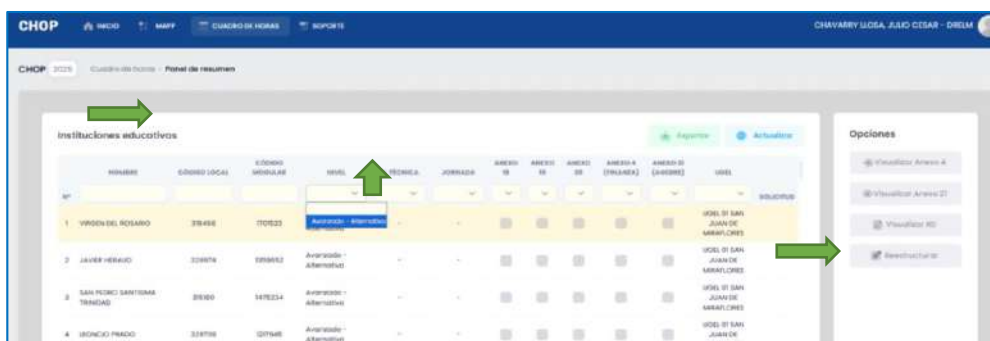 CHOP INICIO MAPF CUADRO DE HORAS SOPORTE CHAVARRY LLOSA, JULIO CESAR - DRELM
CHOP 2025 Cuadro de horas - Panel de resumen
Instituciones educativas Exportar Actualizar Opciones
Visualizar Anexo 4
NOMBRE CÓDIGO LOCAL CÓDIGO MODULAR NIVEL TÉCNICA JORNADA ANEXO ANEXO ANEXO ANEXO 4 (FINANZA) ANEXO 21 UGEL
Visualizar Anexo 21
N° SOLICITUD
Avanzado - Alternativo
1 VIRGEN DEL ROSARIO - - UGEL 01 SAN JUAN DE MIRAFLORES
Visualizar RD
2 JAVIER HERAUD Avanzado - Alternativo - - UGEL 01 SAN JUAN DE MIRAFLORES
Reestructurar
3 SAN PEDRO SANTISIMA TRINIDAD Avanzado - Alternativo - - UGEL 01 SAN JUAN DE MIRAFLORES
4 LEONCIO PRADO Avanzado - Alternativo - - UGEL 01 SAN JUAN DE